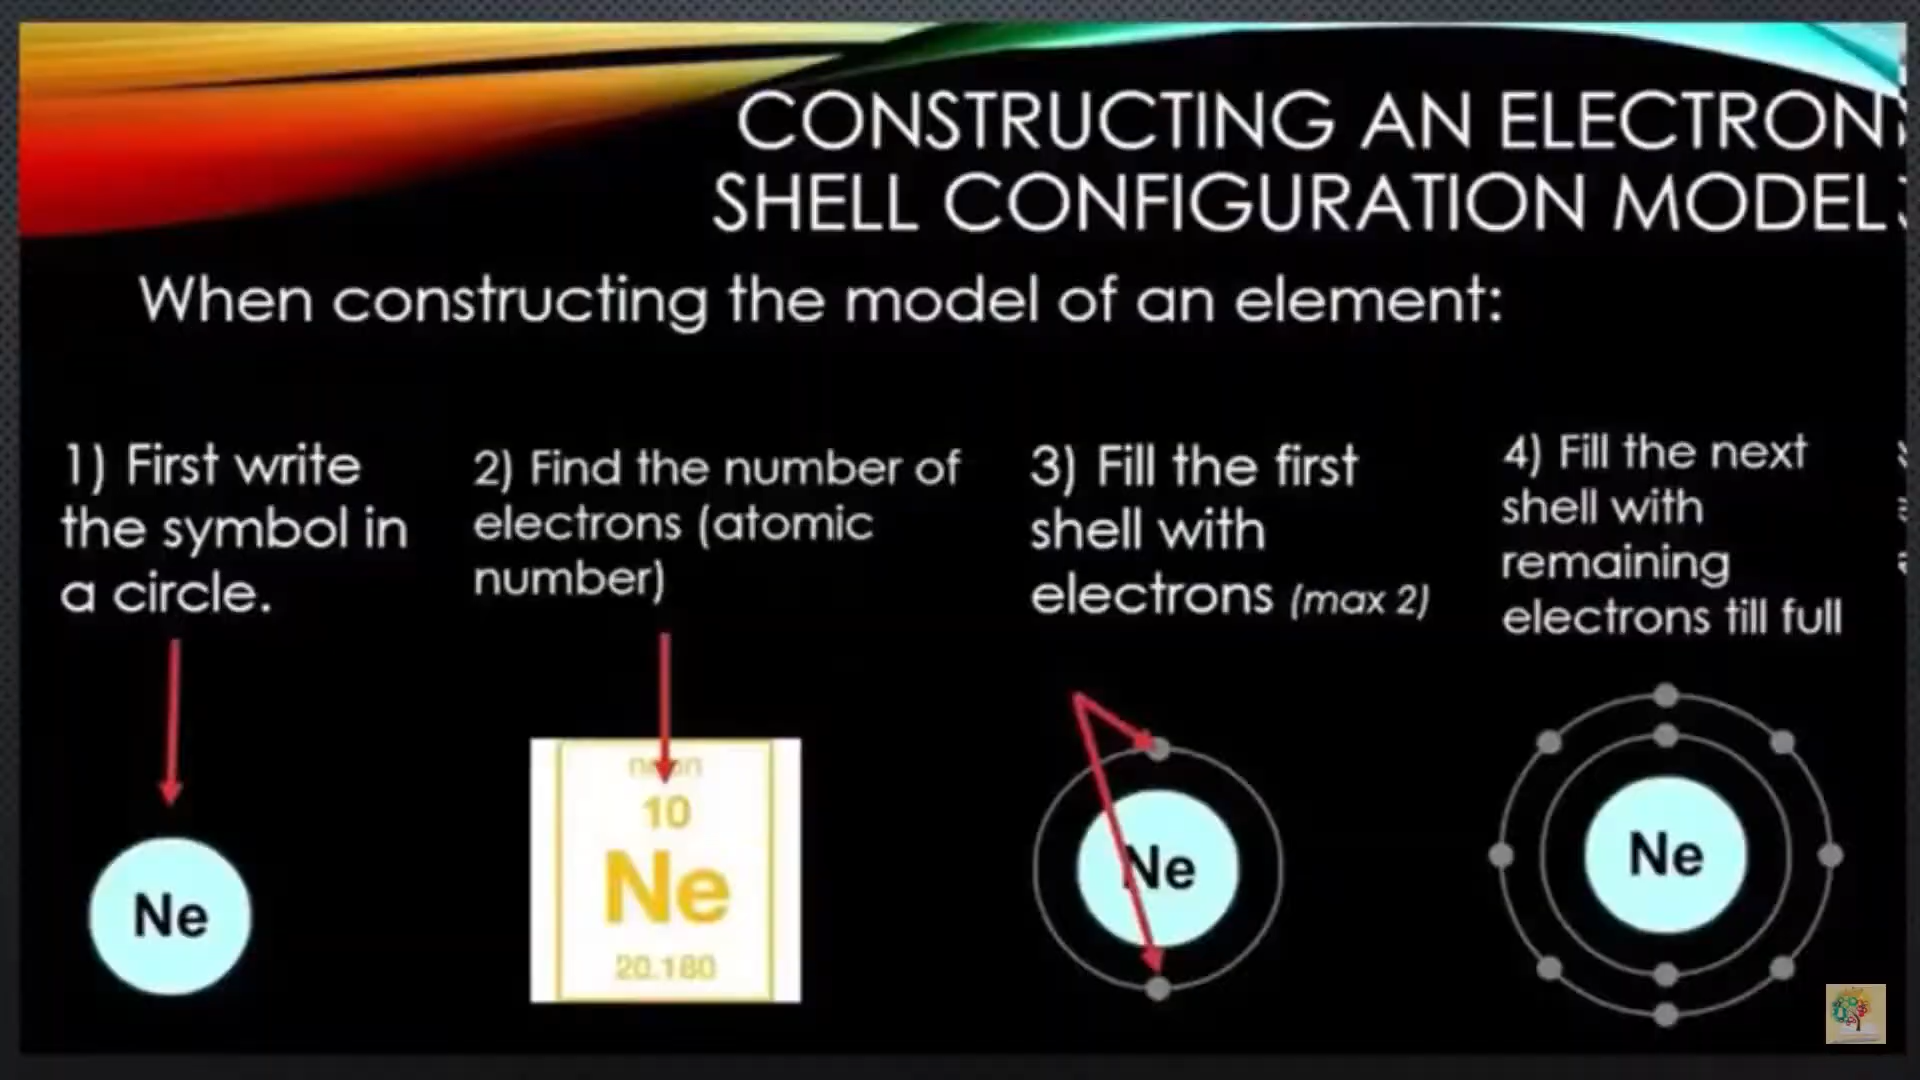 CONSTRUCTING AN ELECTRON
SHELL CONFIGURATION MODEL
When constructing the model of an element:
1) First write
the symbol in
a circle.
2) Find the number of
electrons (atomic
number)
3) Fill the first
shell with
electrons (max 2)
4) Fill the next
shell with
remaining
electrons till full
Ne
10
Ne
20.180
Ne
Ne